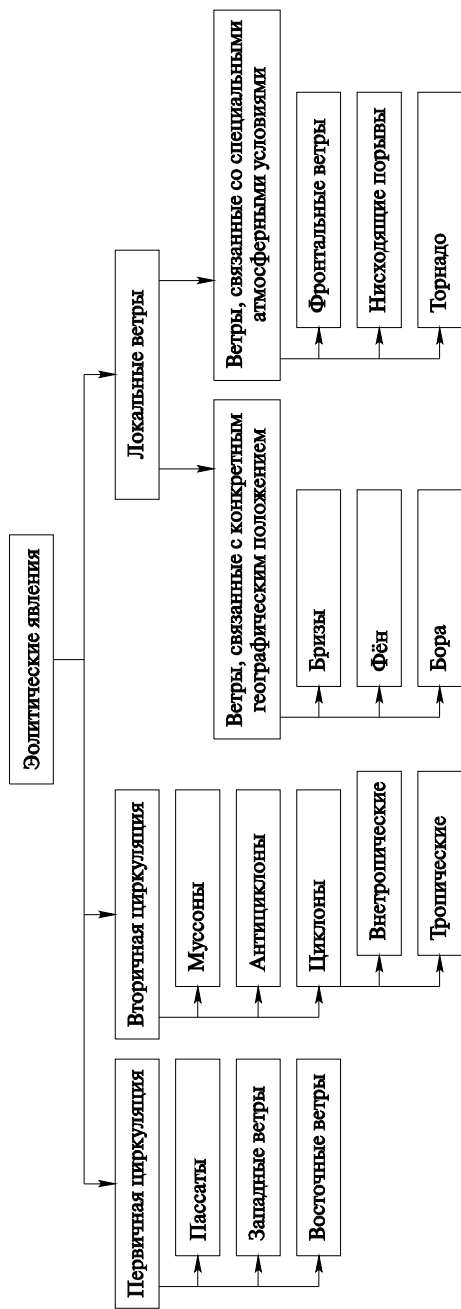 Эолитические явления
Первичная циркуляция
Пассаты
Западные ветры
Восточные ветры
Вторичная циркуляция
Муссоны
Антициклоны
Циклоны
Внетропические
Тропические
Локальные ветры
Ветры, связанные с конкретным
географическим положением
Бризы
Фён
Бора
Ветры, связанные со специальными
атмосферными условиями
Фронтальные ветры
Нисходящие порывы
Торнадо